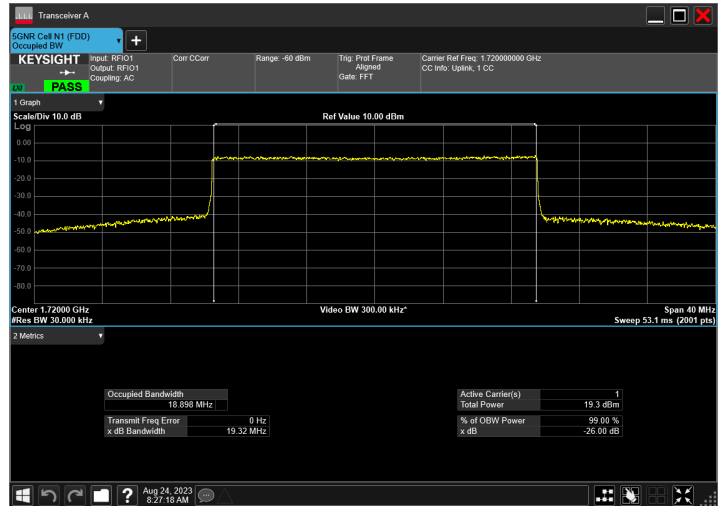 Transceiver A
5GNR Cell N1 (FDD)
Occupied BW
KEYSIGHT
LXI
PASS
Input: RFIO1
Output: RFIO1
Coupling: AC
Corr CCorr
Range: -60 dBm
Trig: Prot Frame
Aligned
Gate: FFT
Carrier Ref Freq: 1.720000000 GHz
CC Info: Uplink, 1 CC
1 Graph
Scale/Div 10.0 dB
Ref Value 10.00 dBm
Log
0.00
-10.0
-20.0
-30.0
-40.0
-50.0
-60.0
-70.0
-80.0
Center 1.72000 GHz
Video BW 300.00 kHz*
Span 40 MHz
#Res BW 30.000 kHz
Sweep 53.1 ms (2001 pts)
2 Metrics
Occupied Bandwidth
18.898 MHz
Active Carrier(s) 1
Total Power 19.3 dBm
Transmit Freq Error 0 Hz
x dB Bandwidth 19.32 MHz
% of OBW Power 99.00 %
x dB -26.00 dB
?
Aug 24, 2023
8:27:18 AM